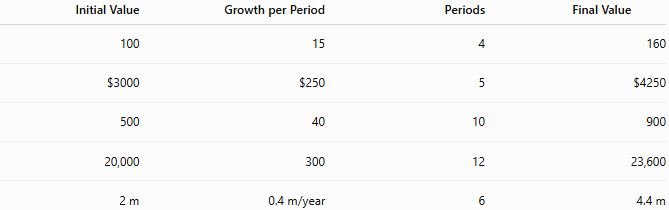 Initial Value Growth per Period Periods Final Value
100 15 4 160
$3000 $250 5 $4250
500 40 10 900
20,000 300 12 23,600
2 m 0.4 m/year 6 4.4 m